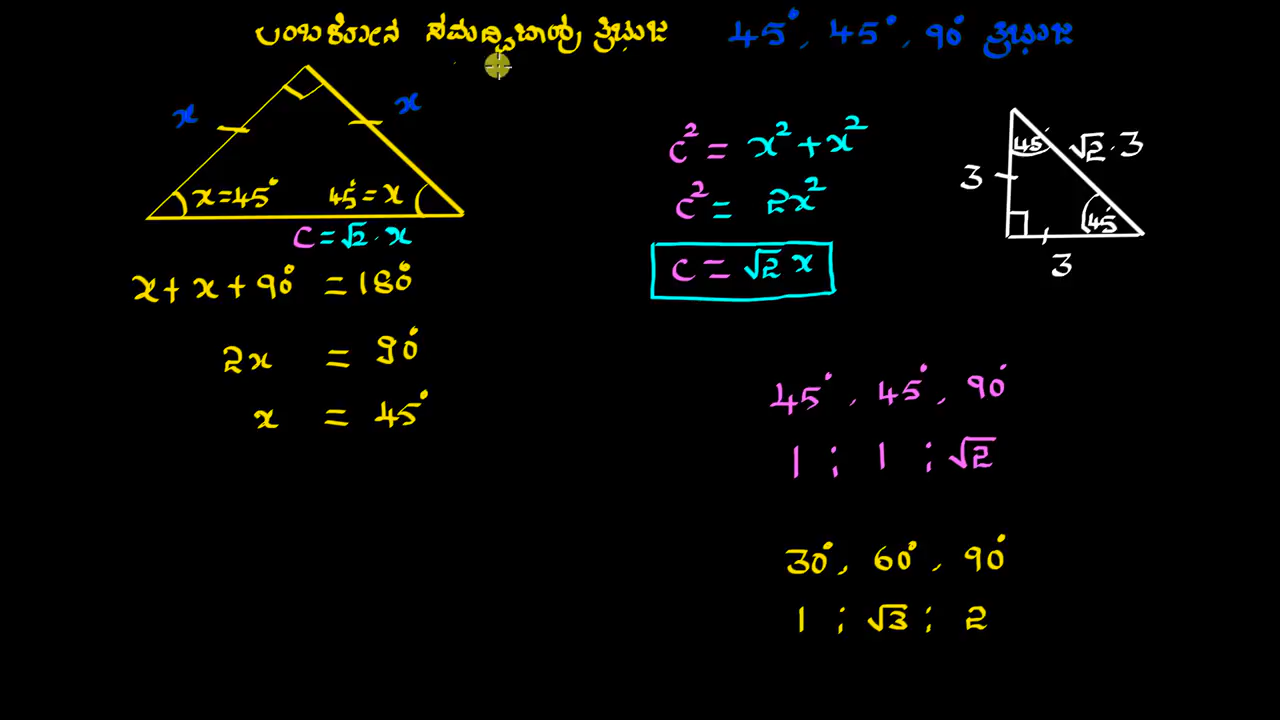 ಲಂಬಕೋನ ಸಮದ್ವಿಬಾಹು ತ್ರಿಭುಜ 45°, 45°, 90° ತ್ರಿಭುಜ
x x
x=45° 45°=x
C = √2 · x
x + x + 90° = 180°
2x = 90°
x = 45°
c² = x² + x²
c² = 2x²
c = √2 x
45°
3 √2 · 3
45°
3
45°, 45°, 90°
1 : 1 : √2
30°, 60°, 90°
1 : √3 : 2